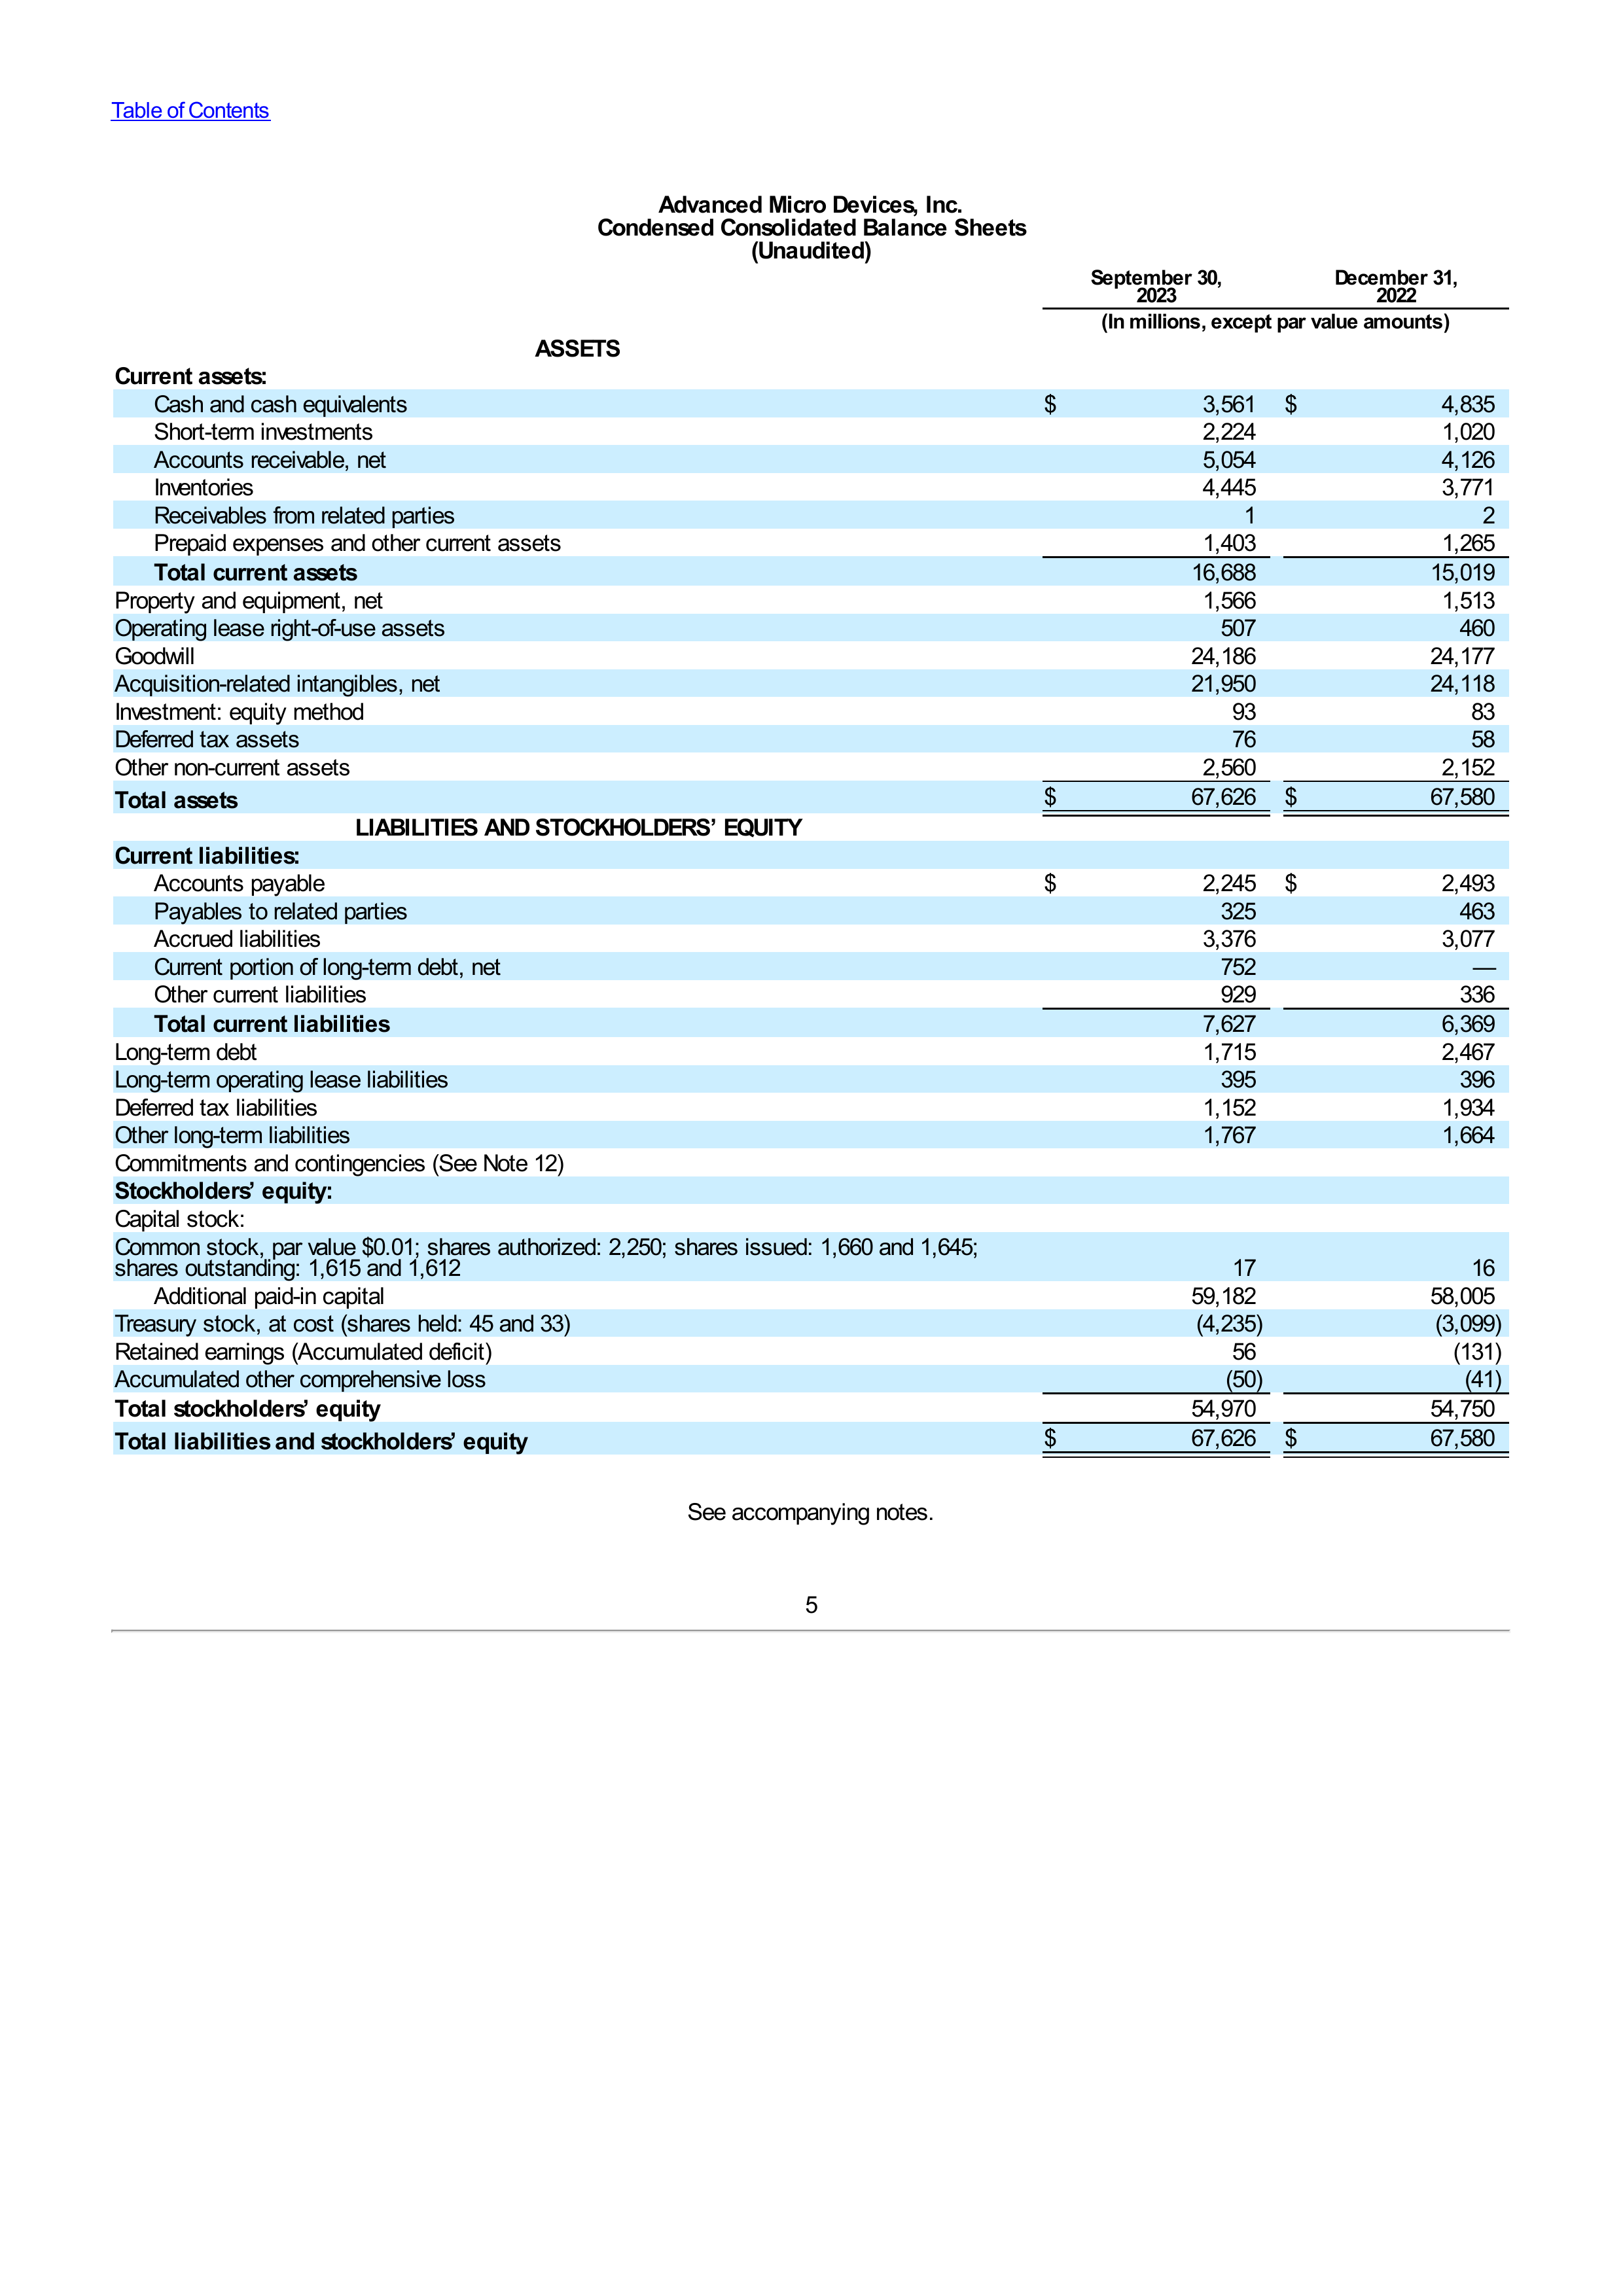 Table of Contents
Advanced Micro Devices, Inc.
Condensed Consolidated Balance Sheets
(Unaudited)
September 30, 2023 December 31, 2022
(In millions, except par value amounts)
ASSETS
Current assets:
Cash and cash equivalents $ 3,561 $ 4,835
Short-term investments 2,224 1,020
Accounts receivable, net 5,054 4,126
Inventories 4,445 3,771
Receivables from related parties 1 2
Prepaid expenses and other current assets 1,403 1,265
Total current assets 16,688 15,019
Property and equipment, net 1,566 1,513
Operating lease right-of-use assets 507 460
Goodwill 24,186 24,177
Acquisition-related intangibles, net 21,950 24,118
Investment: equity method 93 83
Deferred tax assets 76 58
Other non-current assets 2,560 2,152
Total assets $ 67,626 $ 67,580
LIABILITIES AND STOCKHOLDERS’ EQUITY
Current liabilities:
Accounts payable $ 2,245 $ 2,493
Payables to related parties 325 463
Accrued liabilities 3,376 3,077
Current portion of long-term debt, net 752 —
Other current liabilities 929 336
Total current liabilities 7,627 6,369
Long-term debt 1,715 2,467
Long-term operating lease liabilities 395 396
Deferred tax liabilities 1,152 1,934
Other long-term liabilities 1,767 1,664
Commitments and contingencies (See Note 12)
Stockholders’ equity:
Capital stock:
Common stock, par value $0.01; shares authorized: 2,250; shares issued: 1,660 and 1,645;
shares outstanding: 1,615 and 1,612 17 16
Additional paid-in capital 59,182 58,005
Treasury stock, at cost (shares held: 45 and 33) (4,235) (3,099)
Retained earnings (Accumulated deficit) 56 (131)
Accumulated other comprehensive loss (50) (41)
Total stockholders’ equity 54,970 54,750
Total liabilities and stockholders’ equity $ 67,626 $ 67,580
See accompanying notes.
5